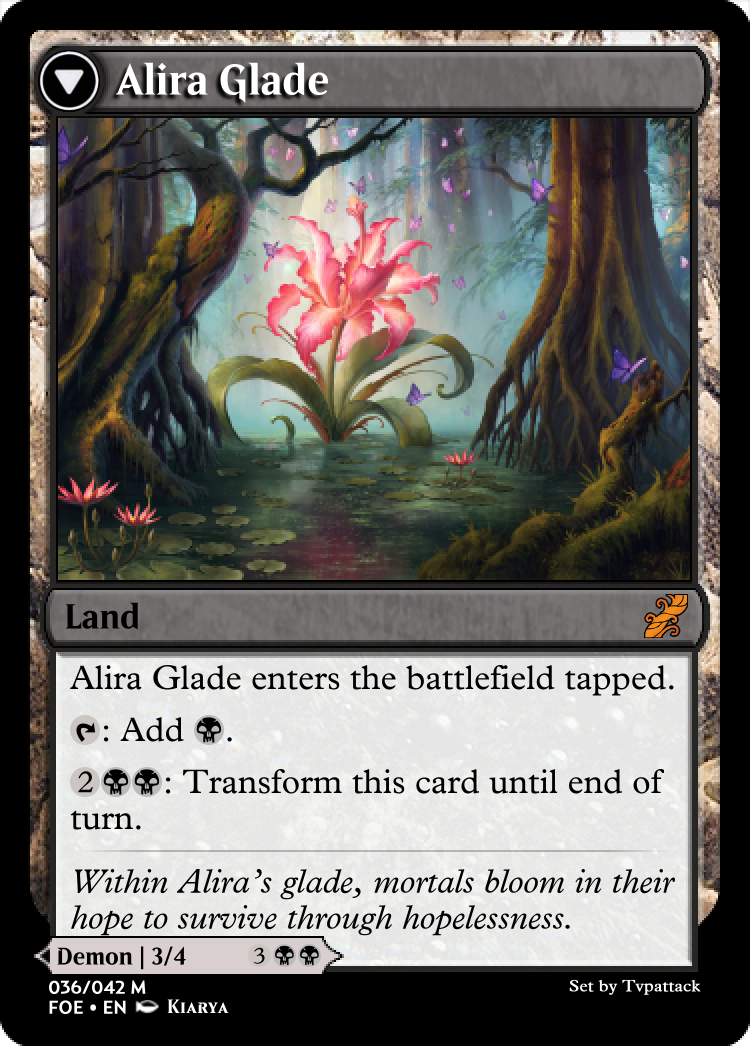 Alira Glade
Land
Alira Glade enters the battlefield tapped.
: Add .
2: Transform this card until end of
turn.
Within Alira's glade, mortals bloom in their
hope to survive through hopelessness.
Demon | 3/4 3
036/042 M
Set by Tvpattack
FOE • EN Kiarya